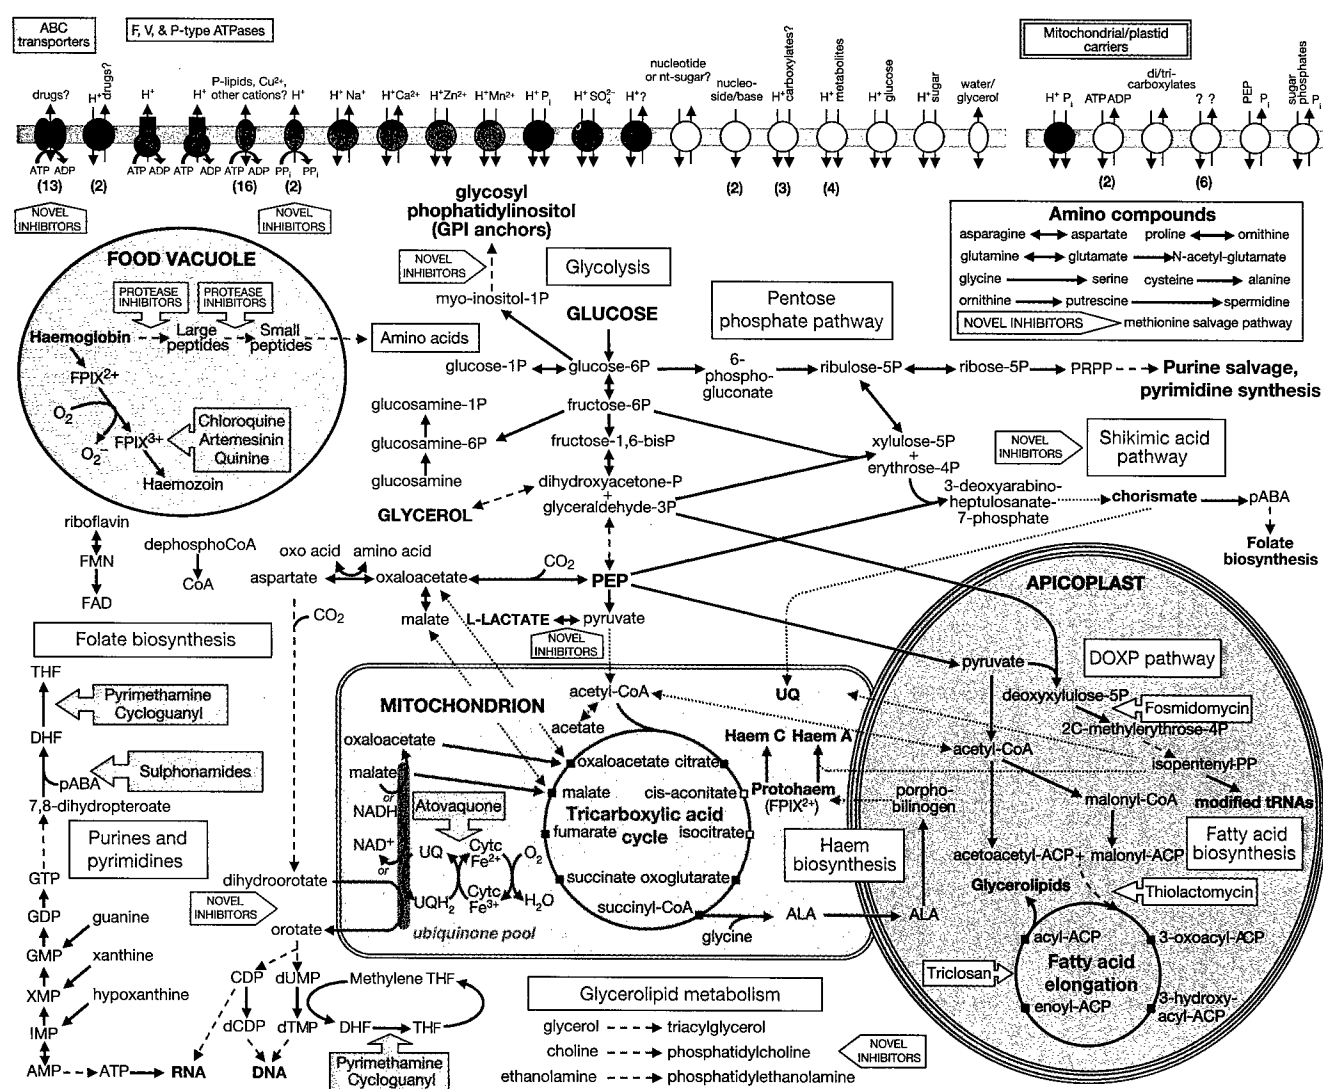 ABC
transporters
F, V, & P-type ATPases
Mitochondrial/plastid
carriers
drugs?
H⁺
drugs?
H⁺
H⁺
P-lipids, Cu²⁺,
other cations?
H⁺
H⁺ Na⁺
H⁺Ca²⁺
H⁺Zn²⁺
H⁺Mn²⁺
H⁺ Pᵢ
H⁺ SO₄²⁻
H⁺ ?
nucleotide
or nt-sugar?
nucleo-
side/base
H⁺
carboxylates?
H⁺
metabolites
H⁺
glucose
H⁺
sugar
water/
glycerol
H⁺ Pᵢ
ATP ADP
di/tri-
carboxylates
? ?
PEP
Pᵢ
sugar
phosphates
Pᵢ
ATP ADP
ATP ADP
ATP ADP
ATP ADP
PPᵢ PPᵢ
(13)
(2)
(16)
(2)
(2)
(3)
(4)
(2)
(6)
NOVEL
INHIBITORS
NOVEL
INHIBITORS
glycosyl
phophatidylinositol
(GPI anchors)
NOVEL
INHIBITORS
myo-inositol-1P
Glycolysis
GLUCOSE
Pentose
phosphate pathway
Amino compounds
asparagine aspartate proline ornithine
glutamine glutamate N-acetyl-glutamate
glycine serine cysteine alanine
ornithine putrescine spermidine
NOVEL INHIBITORS methionine salvage pathway
FOOD VACUOLE
PROTEASE
INHIBITORS
PROTEASE
INHIBITORS
Haemoglobin
Large
peptides
Small
peptides
Amino acids
FPIX²⁺
O₂
O₂⁻
FPIX³⁺
Chloroquine
Artemesinin
Quinine
Haemozoin
glucose-1P
glucose-6P
6-
phospho-
gluconate
ribulose-5P
ribose-5P
PRPP
Purine salvage,
pyrimidine synthesis
glucosamine-1P
fructose-6P
glucosamine-6P
fructose-1,6-bisP
glucosamine
dihydroxyacetone-P
+
glyceraldehyde-3P
GLYCEROL
xylulose-5P
+
erythrose-4P
NOVEL
INHIBITORS
Shikimic acid
pathway
3-deoxyarabino-
heptulosanate-
7-phosphate
chorismate
pABA
Folate
biosynthesis
riboflavin
FMN
FAD
dephosphoCoA
CoA
oxo acid
amino acid
aspartate
oxaloacetate
CO₂
PEP
malate
L-LACTATE
pyruvate
NOVEL
INHIBITORS
CO₂
Folate biosynthesis
THF
Pyrimethamine
Cycloguanyl
DHF
pABA
Sulphonamides
7,8-dihydropteroate
Purines and
pyrimidines
GTP
GDP
guanine
GMP
xanthine
XMP
hypoxanthine
IMP
AMP
ATP
RNA
DNA
dihydroorotate
NOVEL
INHIBITORS
orotate
CDP
dUMP
dCDP
dTMP
Methylene THF
DHF
THF
Pyrimethamine
Cycloguanyl
MITOCHONDRION
acetyl-CoA
acetate
UQ
oxaloacetate
malate
or
NADH
NAD⁺
or
Atovaquone
UQ
Cytc
Fe²⁺
O₂
UQH₂
Cytc
Fe³⁺
H₂O
ubiquinone pool
oxaloacetate citrate
malate
cis-aconitate
Tricarboxylic acid
cycle
fumarate
isocitrate
succinate oxoglutarate
succinyl-CoA
glycine
ALA
ALA
Haem C
Haem A
Protohaem
(FPIX²⁺)
porpho-
bilinogen
Haem
biosynthesis
APICOPLAST
pyruvate
DOXP pathway
deoxyxylulose-5P
Fosmidomycin
2C-methylerythrose-4P
acetyl-CoA
isopentenyl-PP
malonyl-CoA
modified tRNAs
Fatty acid
biosynthesis
acetoacetyl-ACP
+
malonyl-ACP
Glycerolipids
Thiolactomycin
acyl-ACP
3-oxoacyl-ACP
Fatty acid
elongation
Triclosan
enoyl-ACP
3-hydroxy-
acyl-ACP
Glycerolipid metabolism
glycerol triacylglycerol
choline phosphatidylcholine
ethanolamine phosphatidylethanolamine
NOVEL
INHIBITORS